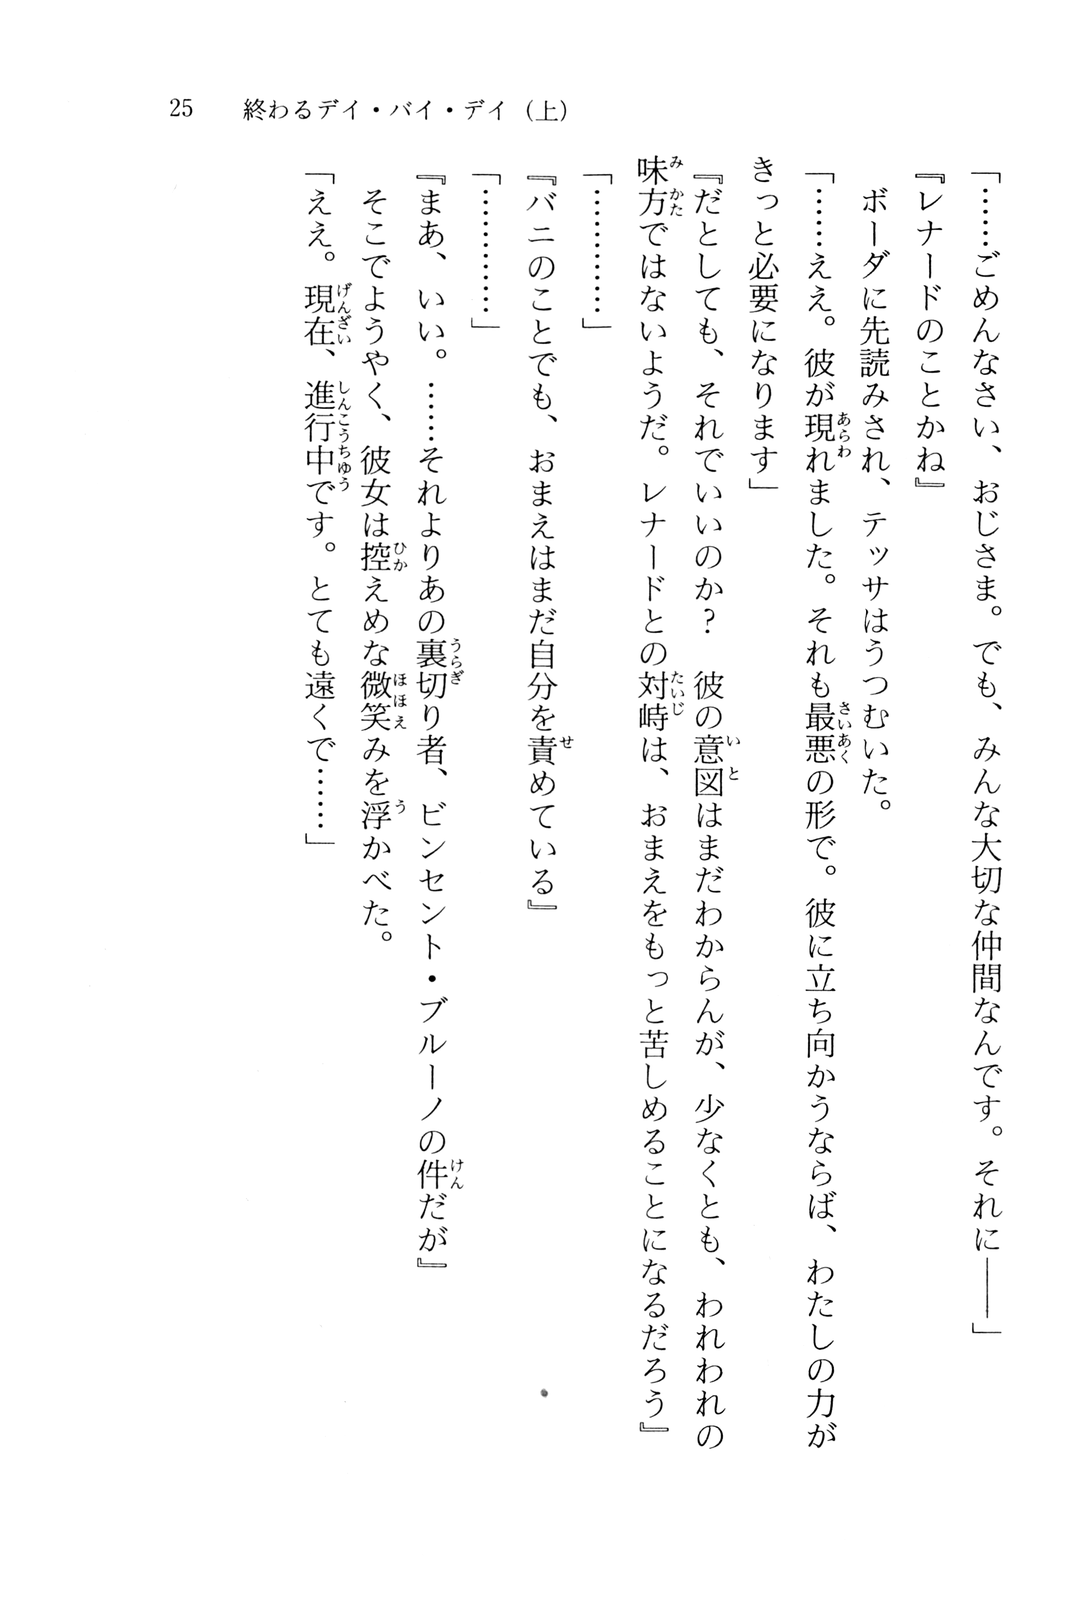 25　終わるデイ・バイ・デイ（上）
「……ごめんなさい、おじさま。でも、みんな大切な仲間なんです。それに――」
『レナードのことかね』
　ボーダに先読みされ、テッサはうつむいた。
「……ええ。彼が現れました。それも最悪の形で。彼に立ち向かうならば、わたしの力が
きっと必要になります」
『だとしても、それでいいのか？　彼の意図はまだわからんが、少なくとも、われわれの
味方ではないようだ。レナードとの対峙は、おまえをもっと苦しめることになるだろう』
「…………」
『バニのことでも、おまえはまだ自分を責めている』
「…………」
『まあ、いい。……それよりあの裏切り者、ビンセント・ブルーノの件だが』
　そこでようやく、彼女は控えめな微笑みを浮かべた。
「ええ。現在、進行中です。とても遠くで……」